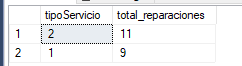 tipoServicio total_reparaciones
1 2 11
2 1 9